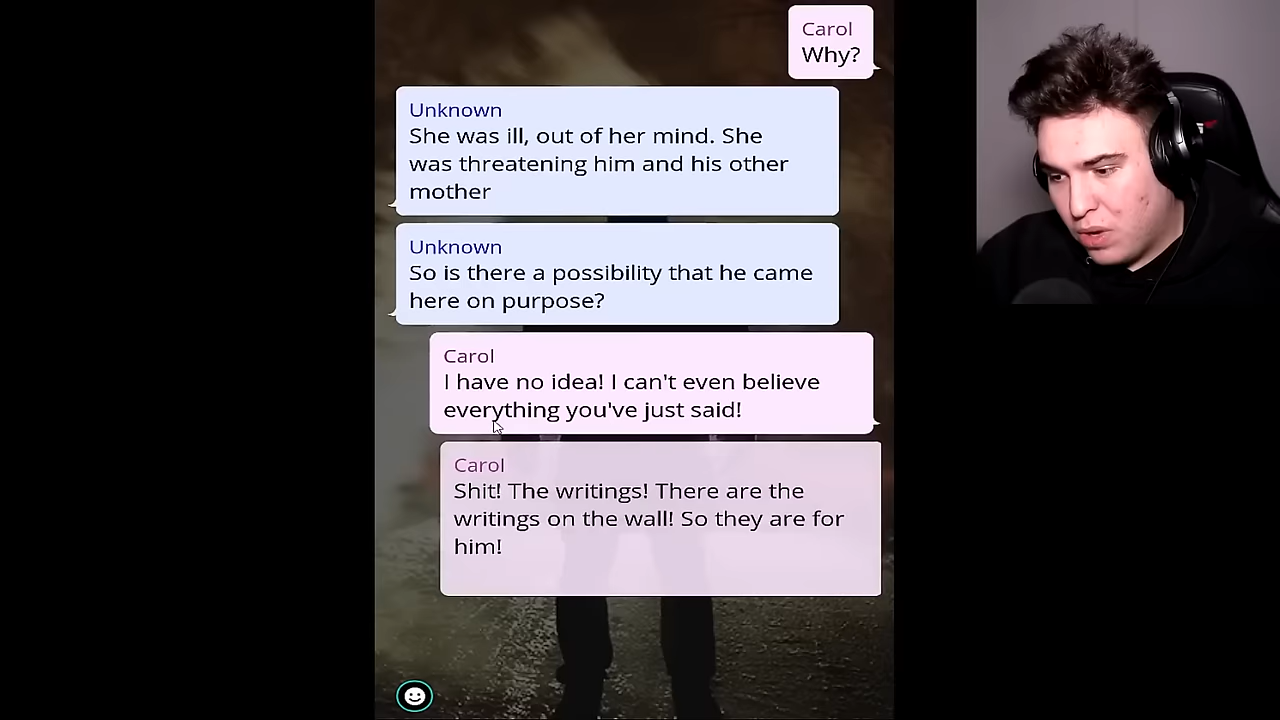 Carol
Why?
Unknown
She was ill, out of her mind. She
was threatening him and his other
mother
Unknown
So is there a possibility that he came
here on purpose?
Carol
I have no idea! I can't even believe
everything you've just said!
Carol
Shit! The writings! There are the
writings on the wall! So they are for
him!